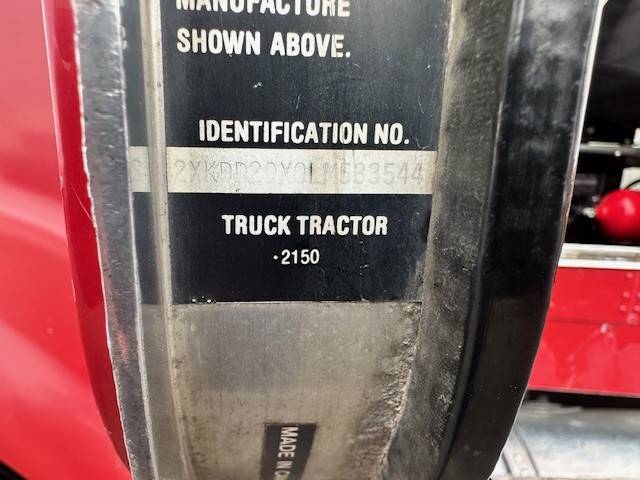 MANUFACTURE
SHOWN ABOVE.
IDENTIFICATION NO.
TRUCK TRACTOR
·2150
MADE IN